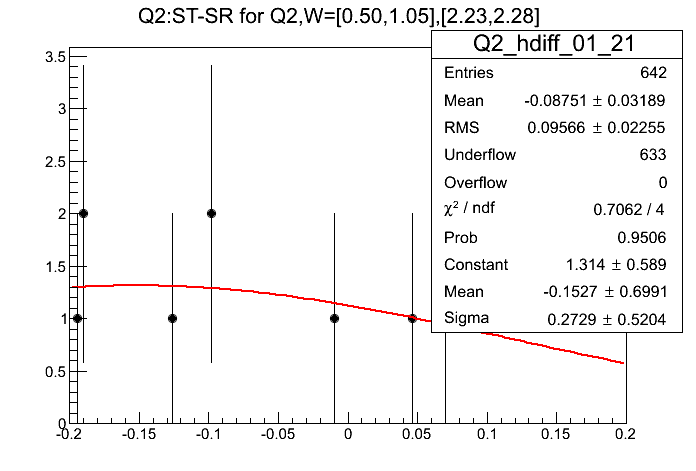 Q2:ST-SR for Q2,W=[0.50,1.05],[2.23,2.28]
Q2_hdiff_01_21
Entries 642
Mean -0.08751 ± 0.03189
RMS 0.09566 ± 0.02255
Underflow 633
Overflow 0
χ² / ndf 0.7062 / 4
Prob 0.9506
Constant 1.314 ± 0.589
Mean -0.1527 ± 0.6991
Sigma 0.2729 ± 0.5204
3.5
3
2.5
2
1.5
1
0.5
0
-0.2 -0.15 -0.1 -0.05 0 0.05 0.1 0.15 0.2